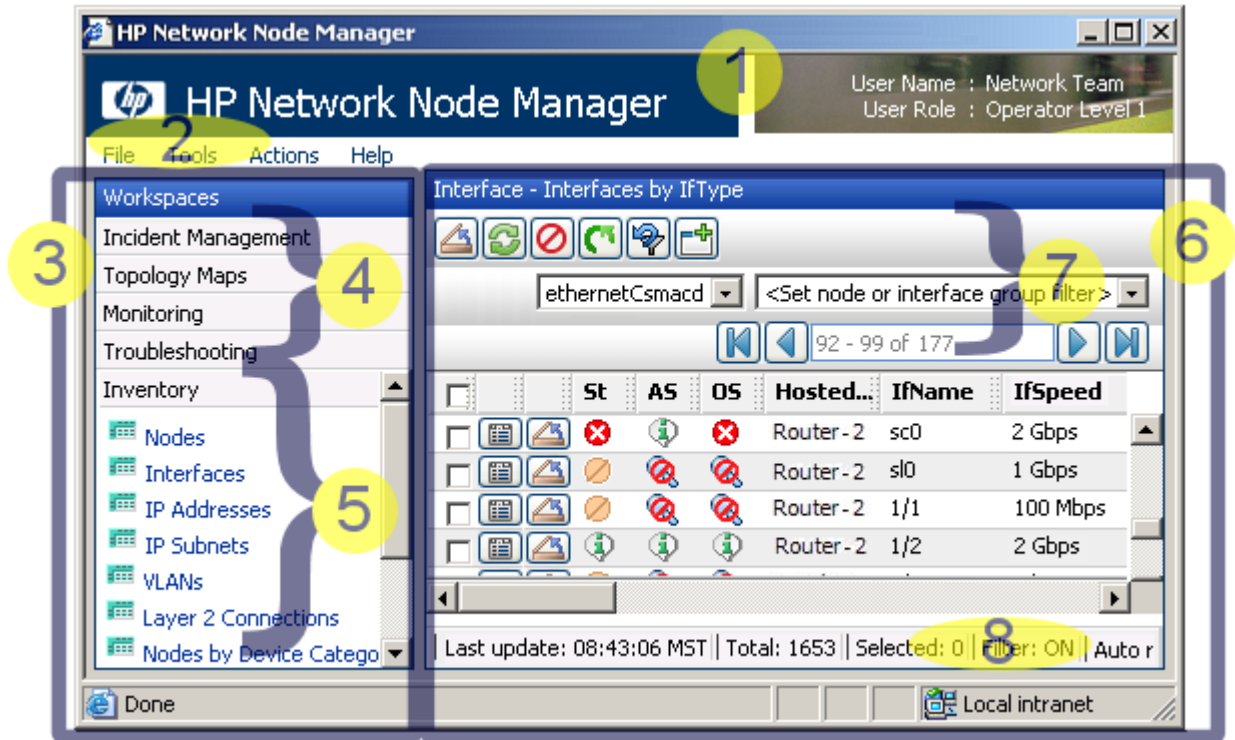 HP Network Node Manager
1
hp HP Network Node Manager
User Name : Network Team
User Role : Operator Level 1
2
File Tools Actions Help
3
Workspaces
Incident Management
Topology Maps
Monitoring
Troubleshooting
Inventory
4
Nodes
Interfaces
IP Addresses
IP Subnets
VLANs
Layer 2 Connections
Nodes by Device Catego
5
6
Interface - Interfaces by IfType
7
ethernetCsmacd <Set node or interface group filter>
92 - 99 of 177
St AS OS Hosted... IfName IfSpeed
Router-2 sc0 2 Gbps
Router-2 sl0 1 Gbps
Router-2 1/1 100 Mbps
Router-2 1/2 2 Gbps
8
Last update: 08:43:06 MST Total: 1653 Selected: 0 Filter: ON Auto r
Done Local intranet